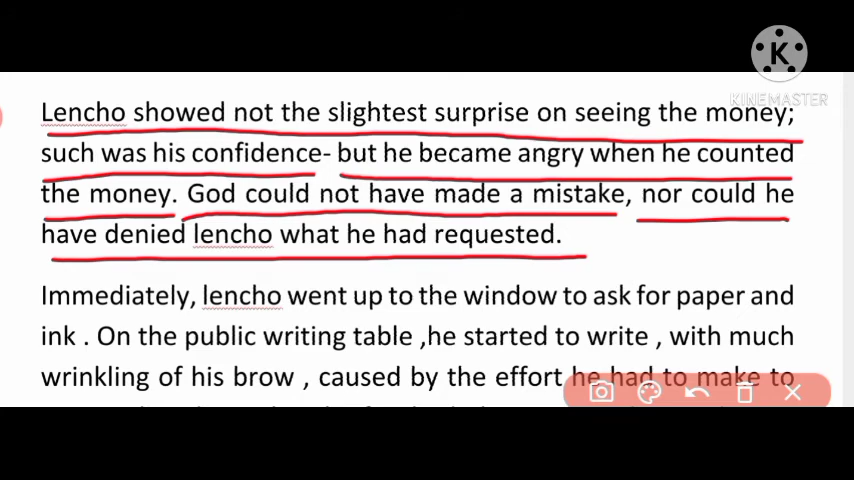 K
KINEMASTER
Lencho showed not the slightest surprise on seeing the money;
such was his confidence- but he became angry when he counted
the money. God could not have made a mistake, nor could he
have denied lencho what he had requested.
Immediately, lencho went up to the window to ask for paper and
ink . On the public writing table ,he started to write , with much
wrinkling of his brow , caused by the effort he had to make to